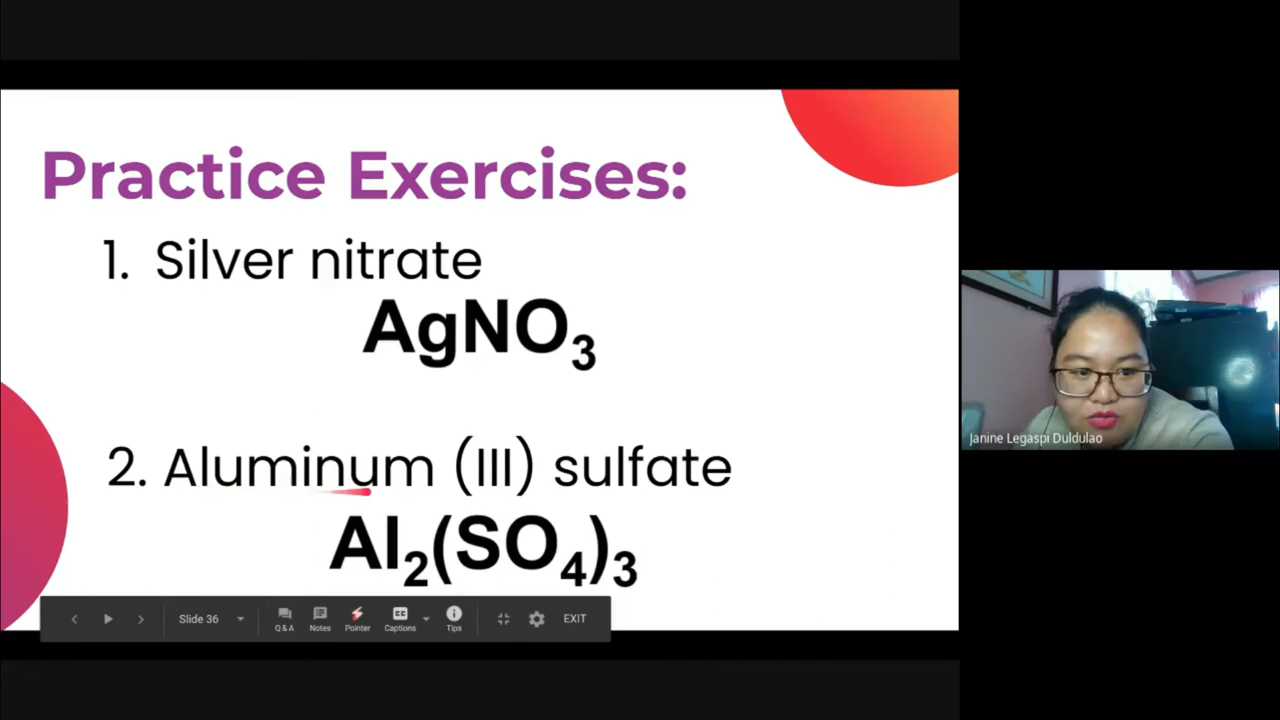 Practice Exercises:
1. Silver nitrate
AgNO₃
2. Aluminum (III) sulfate
Al₂(SO₄)₃
Slide 36
Q & A
Notes
Pointer
CC
Captions
Tips
EXIT
Janine Legaspi Duldulao